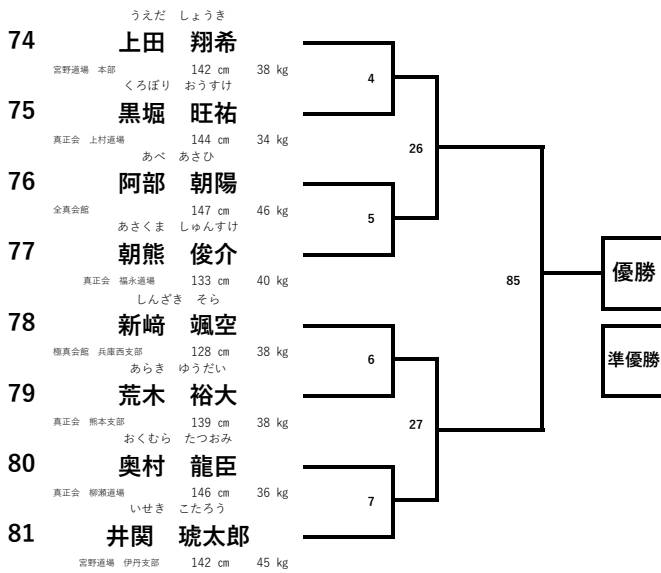 うえだ　しょうき
74 上田　翔希
宮野道場　本部 142 cm 38 kg
4
くろぼり　おうすけ
75 黒堀　旺祐
真正会　上村道場 144 cm 34 kg
26
あべ　あさひ
76 阿部　朝陽
全真会館 147 cm 46 kg
5
あさくま　しゅんすけ
77 朝熊　俊介
真正会　福永道場 133 cm 40 kg
85
優勝
しんざき　そら
78 新﨑　颯空
極真会館　兵庫西支部 128 cm 38 kg
6
準優勝
あらき　ゆうだい
79 荒木　裕大
真正会　熊本支部 139 cm 38 kg
27
おくむら　たつおみ
80 奥村　龍臣
真正会　柳瀬道場 146 cm 36 kg
7
いせき　こたろう
81 井関　琥太郎
宮野道場　伊丹支部 142 cm 45 kg